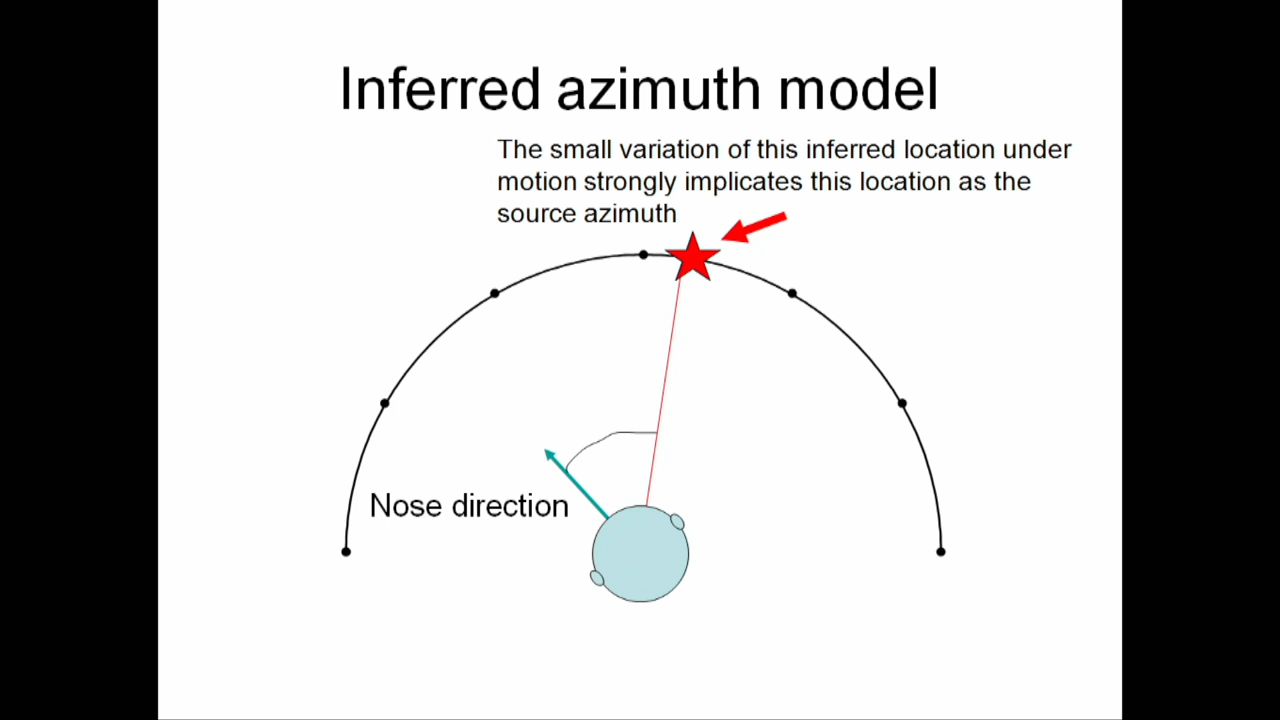 Inferred azimuth model
The small variation of this inferred location under
motion strongly implicates this location as the
source azimuth
Nose direction